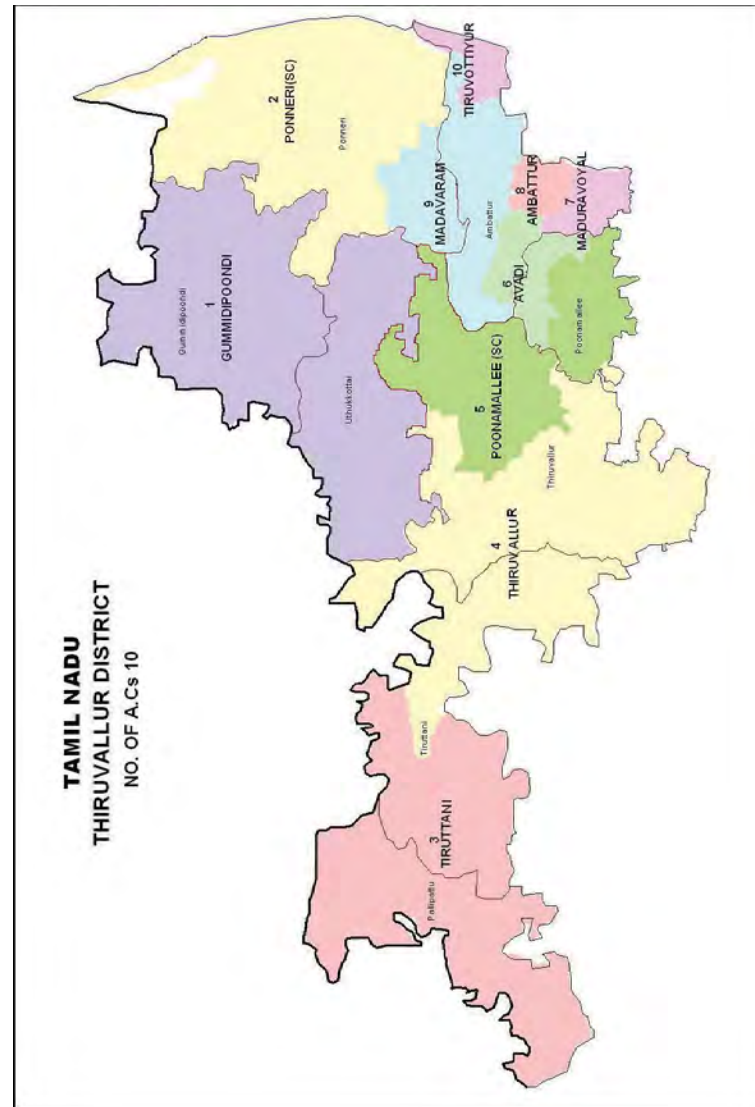 TAMIL NADU
THIRUVALLUR DISTRICT
NO. OF A.Cs 10
1
GUMMIDIPOONDI
Gummidipoondi
Uthukkottai
2
PONNERI(SC)
Ponneri
3
TIRUTTANI
Pallipattu
Tiruttani
4
THIRUVALLUR
Thiruvallur
5
POONAMALLEE (SC)
Poonamallee
6
AVADI
7
MADURAVOYAL
8
AMBATTUR
Ambattur
9
MADAVARAM
10
TIRUVOTTIYUR